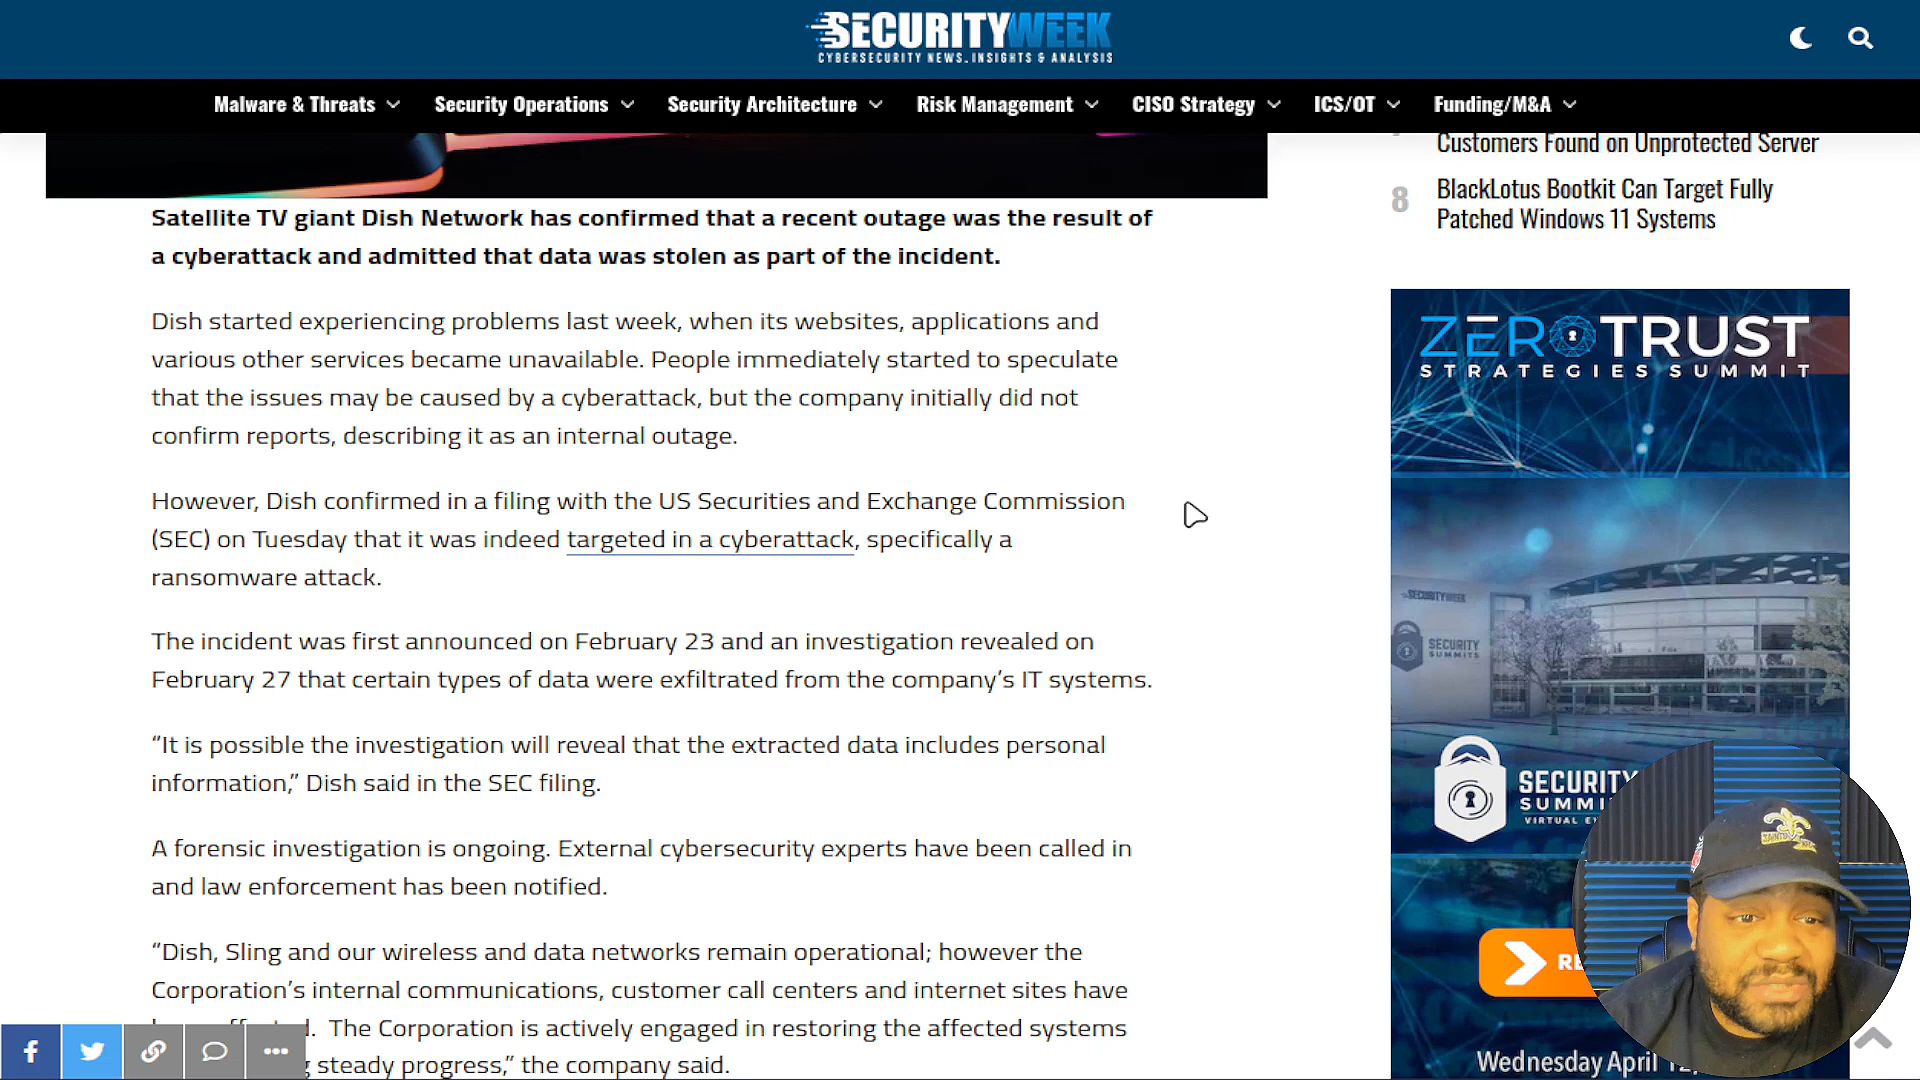 SECURITYWEEK
CYBERSECURITY NEWS, INSIGHTS & ANALYSIS
Malware & Threats
Security Operations
Security Architecture
Risk Management
CISO Strategy
ICS/OT
Funding/M&A
Satellite TV giant Dish Network has confirmed that a recent outage was the result of
a cyberattack and admitted that data was stolen as part of the incident.
Dish started experiencing problems last week, when its websites, applications and
various other services became unavailable. People immediately started to speculate
that the issues may be caused by a cyberattack, but the company initially did not
confirm reports, describing it as an internal outage.
However, Dish confirmed in a filing with the US Securities and Exchange Commission
(SEC) on Tuesday that it was indeed targeted in a cyberattack, specifically a
ransomware attack.
The incident was first announced on February 23 and an investigation revealed on
February 27 that certain types of data were exfiltrated from the company’s IT systems.
“It is possible the investigation will reveal that the extracted data includes personal
information,” Dish said in the SEC filing.
A forensic investigation is ongoing. External cybersecurity experts have been called in
and law enforcement has been notified.
“Dish, Sling and our wireless and data networks remain operational; however the
Corporation’s internal communications, customer call centers and internet sites have
The Corporation is actively engaged in restoring the affected systems
steady progress,” the company said.
Customers Found on Unprotected Server
8
BlackLotus Bootkit Can Target Fully
Patched Windows 11 Systems
ZERO TRUST
STRATEGIES SUMMIT
SECURITYWEEK
SECURITY
SUMMITS
SECURITY
VIRTUAL
Wednesday April
SAINTS